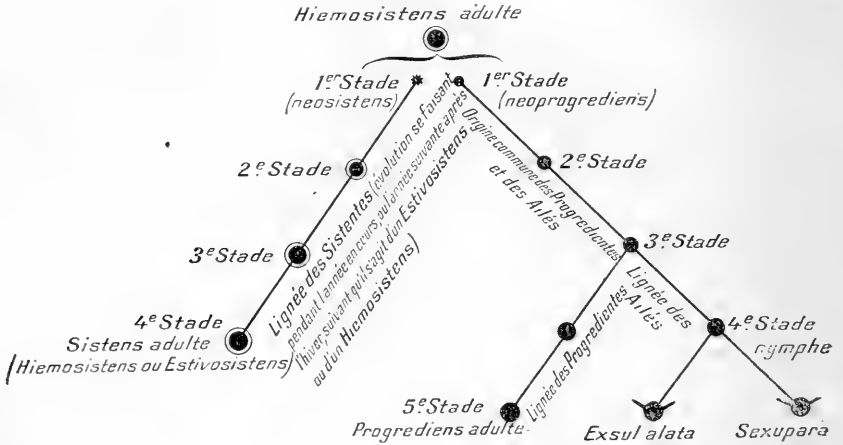 Hiemosistens adulte
1er Stade
(neosistens)
1er Stade
(neoprogrediens)
2e Stade
2e Stade
3e Stade
3e Stade
4e Stade
Sistens adulte
(Hiemosistens ou Estivosistens)
Lignée des Sistentes (évolution se faisant
pendant l'année en cours, ou l'année suivante après
l'hiver, suivant qu'il s'agit d'un Estivosistens
ou d'un Hiemosistens)
Origine commune des Progredientes
et des Ailés
Lignée des Progredientes
Lignée des
Ailés
4e Stade
nymphe
5e Stade
Progrediens adulte
Exsul alata
Sexupara